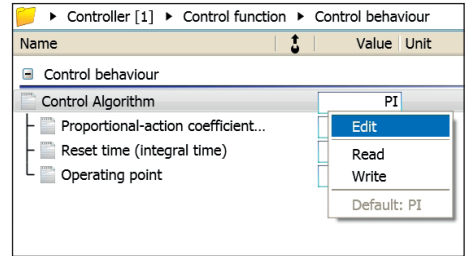 ▸ Controller [1] ▸ Control function ▸ Control behaviour
Name Value Unit
Control behaviour
Control Algorithm PI
Proportional-action coefficient...
Edit
Reset time (integral time)
Read
Operating point
Write
Default: PI